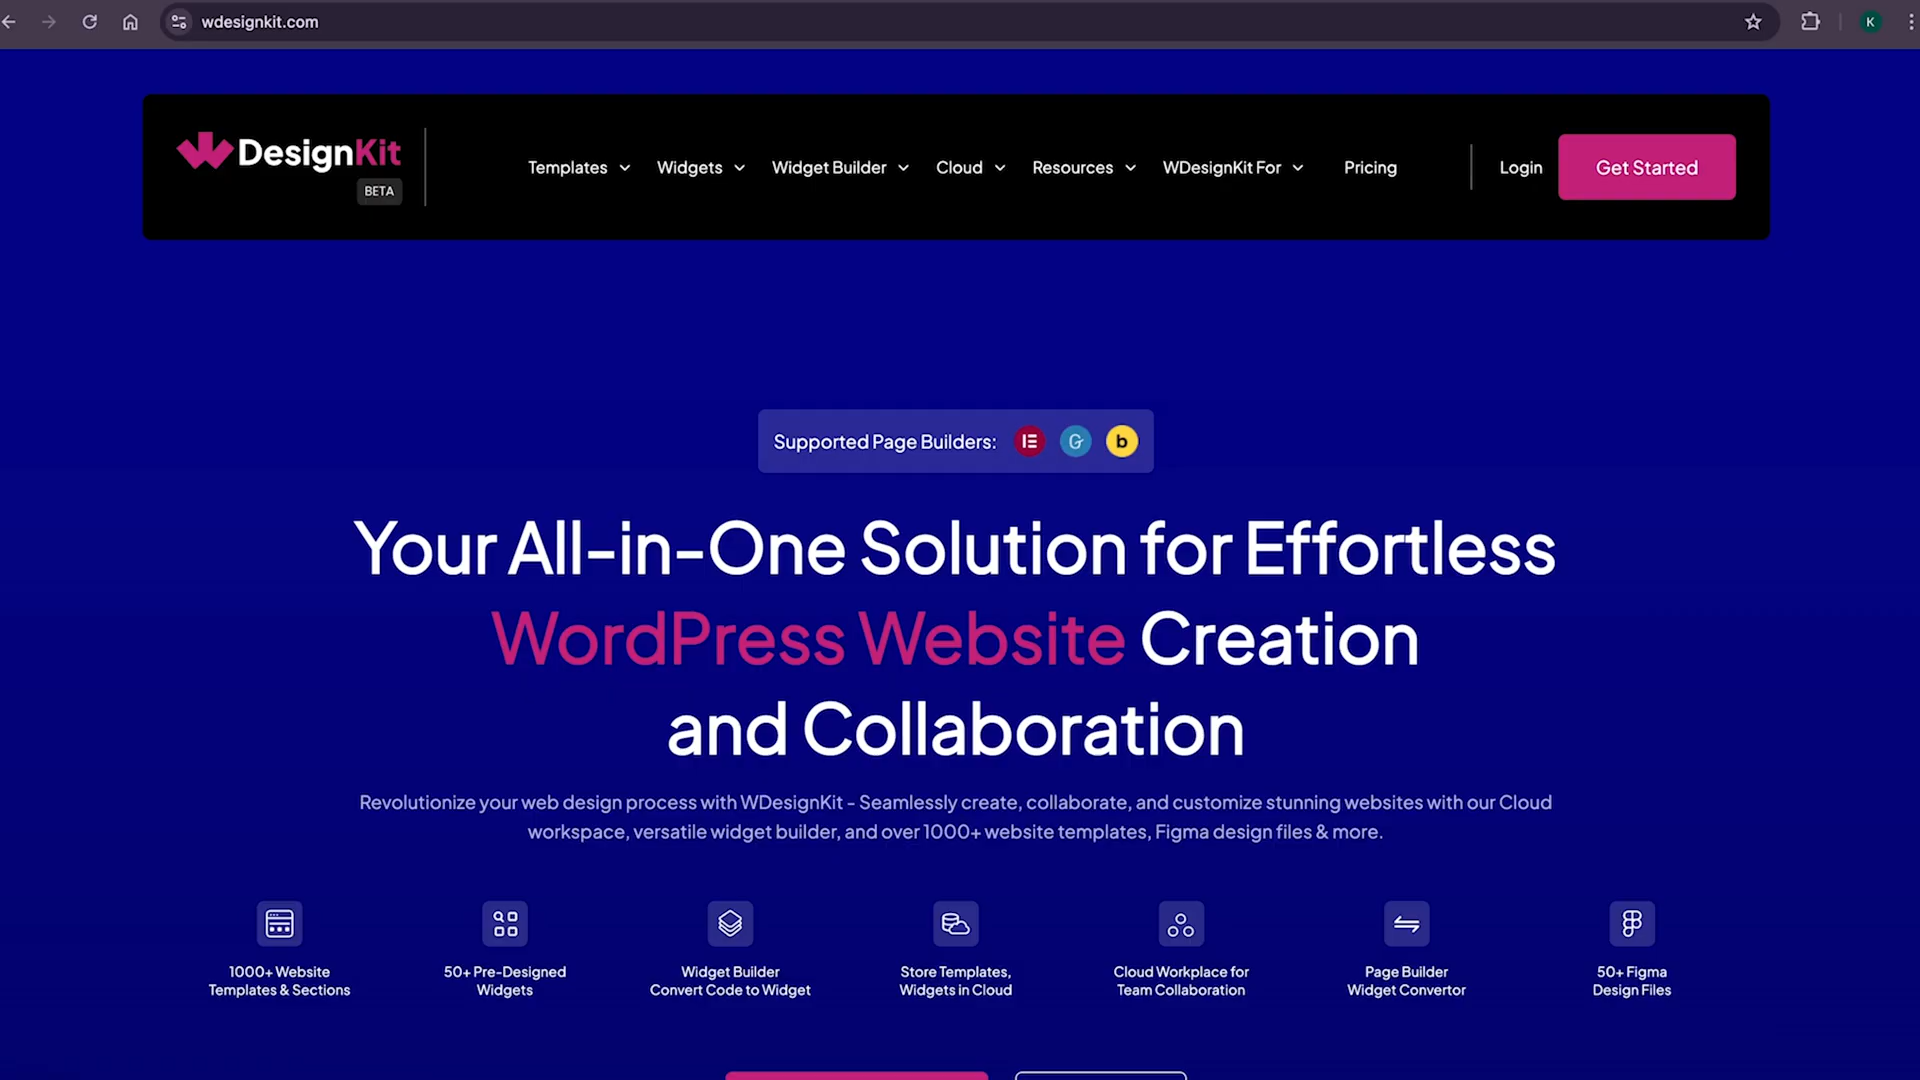 wdesignkit.com
K
DesignKit
BETA
Templates
Widgets
Widget Builder
Cloud
Resources
WDesignKit For
Pricing
Login
Get Started
Supported Page Builders:
b
Your All-in-One Solution for Effortless
WordPress Website Creation
and Collaboration
Revolutionize your web design process with WDesignKit - Seamlessly create, collaborate, and customize stunning websites with our Cloud
workspace, versatile widget builder, and over 1000+ website templates, Figma design files & more.
1000+ Website
Templates & Sections
50+ Pre-Designed
Widgets
Widget Builder
Convert Code to Widget
Store Templates,
Widgets in Cloud
Cloud Workplace for
Team Collaboration
Page Builder
Widget Convertor
50+ Figma
Design Files